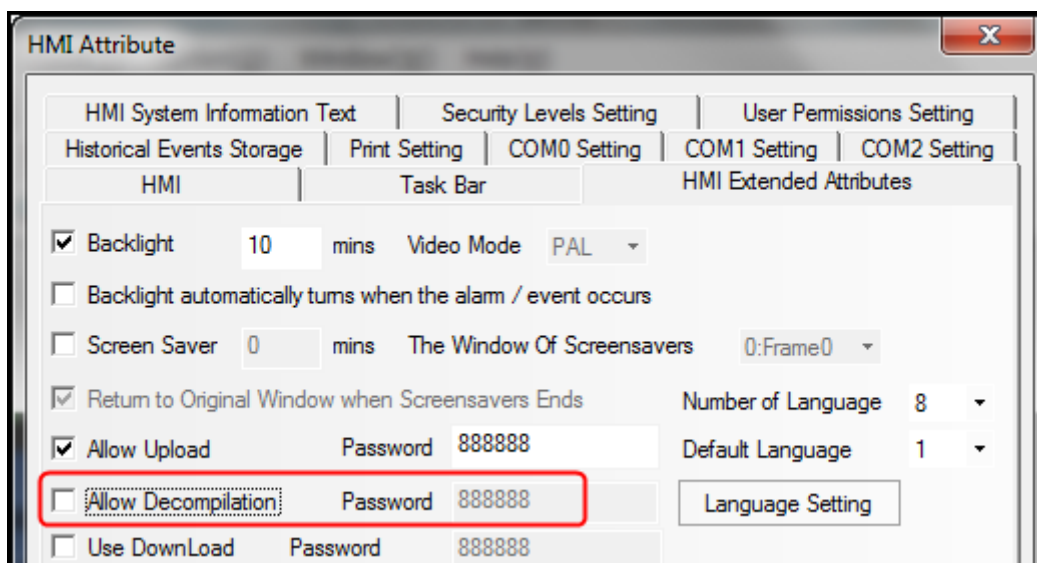 HMI Attribute
HMI System Information Text Security Levels Setting User Permissions Setting
Historical Events Storage Print Setting COM0 Setting COM1 Setting COM2 Setting
HMI Task Bar HMI Extended Attributes
Backlight 10 mins Video Mode PAL
Backlight automatically turns when the alarm / event occurs
Screen Saver 0 mins The Window Of Screensavers 0:Frame0
Return to Original Window when Screensavers Ends Number of Language 8
Allow Upload Password 888888 Default Language 1
Allow Decompilation Password 888888 Language Setting
Use DownLoad Password 888888